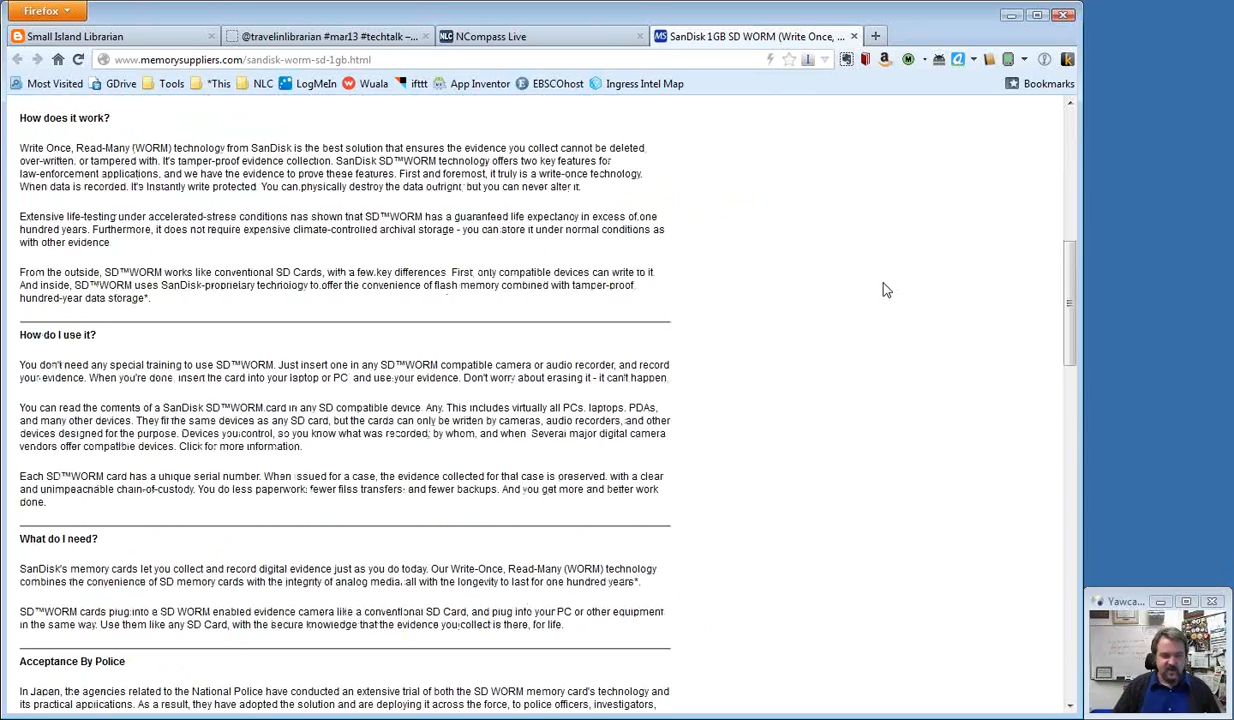 Firefox
Small Island Librarian
@travelinlibrarian #mar13 #techtalk –...
NCompass Live
SanDisk 1GB SD WORM (Write Once, ...
www.memorysuppliers.com/sandisk-worm-sd-1gb.html
Most Visited GDrive Tools *This NLC LogMeIn Wuala ifttt App Inventor EBSCOhost Ingress Intel Map Bookmarks
How does it work?
Write Once, Read-Many (WORM) technology from SanDisk is the best solution that ensures the evidence you collect cannot be deleted,
over-written, or tampered with. It's tamper-proof evidence collection. SanDisk SD™WORM technology offers two key features for
law-enforcement applications, and we have the evidence to prove these features. First and foremost, it truly is a write-once technology.
When data is recorded. It's Instantly write protected. You can physically destroy the data outright, but you can never alter it.
Extensive life-testing under accelerated-stress conditions has shown that SD™WORM has a guaranteed life expectancy in excess of one
hundred years. Furthermore, it does not require expensive climate-controlled archival storage - you can store it under normal conditions as
with other evidence
From the outside, SD™WORM works like conventional SD Cards, with a few key differences. First, only compatible devices can write to it.
And inside, SD™WORM uses SanDisk-proprietary technology to offer the convenience of flash memory combined with tamper-proof
hundred-year data storage*.
How do I use it?
You don't need any special training to use SD™WORM. Just insert one in any SD™WORM compatible camera or audio recorder, and record
your evidence. When you're done, insert the card into your laptop or PC and use your evidence. Don't worry about erasing it - it can't happen.
You can read the contents of a SanDisk SD™WORM card in any SD compatible device. Any. This includes virtually all PCs, laptops, PDAs,
and many other devices. They fit the same devices as any SD card, but the cards can only be written by cameras, audio recorders, and other
devices designed for the purpose. Devices you control, so you know what was recorded, by whom, and when. Several major digital camera
vendors offer compatible devices. Click for more information.
Each SD™WORM card has a unique serial number. When issued for a case, the evidence collected for that case is preserved, with a clear
and unimpeachable chain-of-custody. You do less paperwork, fewer files transfers, and fewer backups. And you get more and better work
done.
What do I need?
SanDisk's memory cards let you collect and record digital evidence just as you do today. Our Write-Once, Read-Many (WORM) technology
combines the convenience of SD memory cards with the integrity of analog media, all with the longevity to last for one hundred years*.
SD™WORM cards plug into a SD WORM enabled evidence camera like a conventional SD Card, and plug into your PC or other equipment
in the same way. Use them like any SD Card, with the secure knowledge that the evidence you collect is there, for life.
Acceptance By Police
In Japan, the agencies related to the National Police have conducted an extensive trial of both the SD WORM memory card's technology and
its practical applications. As a result, they have adopted the solution and are deploying it across the force, to police officers, investigators,
Yawca...